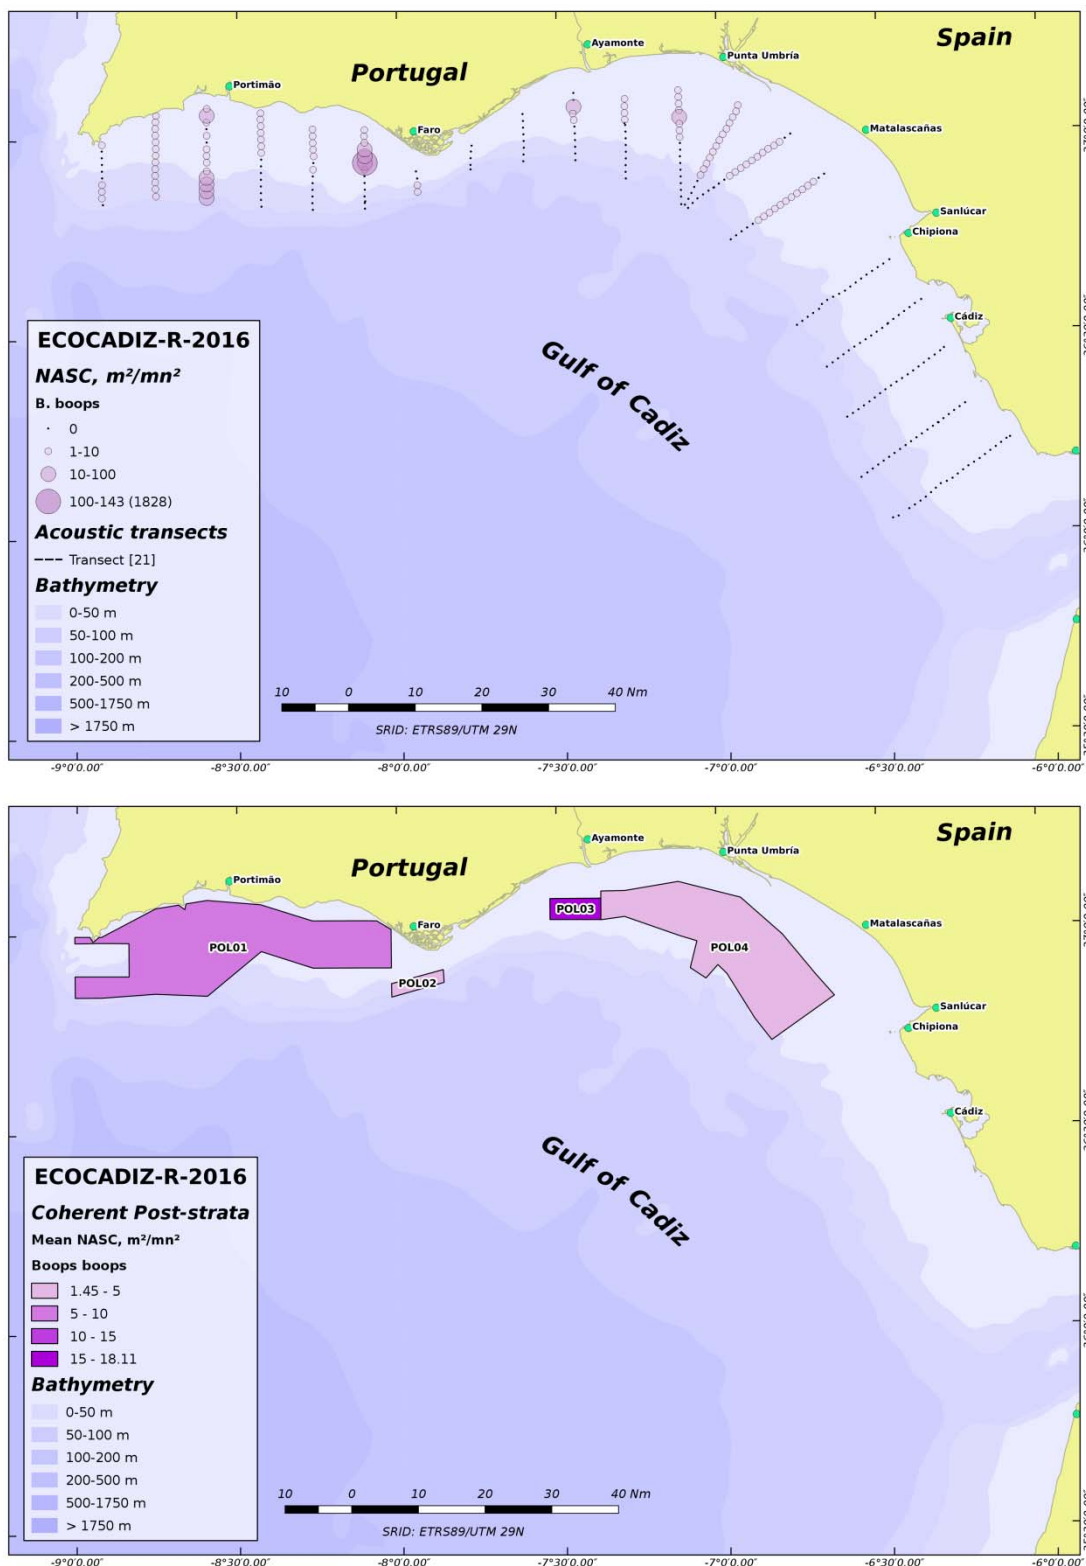 Spain
Ayamonte
Punta Umbría
Portugal
Portimão
Faro
Matalascañas
Sanlúcar
Chipiona
Cádiz
Gulf of Cadiz
ECOCADIZ-R-2016
NASC, m²/mn²
B. boops
0
1-10
10-100
100-143 (1828)
Acoustic transects
Transect [21]
Bathymetry
0-50 m
50-100 m
100-200 m
200-500 m
500-1750 m
> 1750 m
10 0 10 20 30 40 Nm
SRID: ETRS89/UTM 29N
-9°0′0.00″ -8°30′0.00″ -8°0′0.00″ -7°30′0.00″ -7°0′0.00″ -6°30′0.00″ -6°0′0.00″
Spain
Ayamonte
Punta Umbría
Portugal
Portimão
Faro
Matalascañas
POL03
POL01
POL04
POL02
Sanlúcar
Chipiona
Cádiz
Gulf of Cadiz
ECOCADIZ-R-2016
Coherent Post-strata
Mean NASC, m²/mn²
Boops boops
1.45 - 5
5 - 10
10 - 15
15 - 18.11
Bathymetry
0-50 m
50-100 m
100-200 m
200-500 m
500-1750 m
> 1750 m
10 0 10 20 30 40 Nm
SRID: ETRS89/UTM 29N
-9°0′0.00″ -8°30′0.00″ -8°0′0.00″ -7°30′0.00″ -7°0′0.00″ -6°30′0.00″ -6°0′0.00″